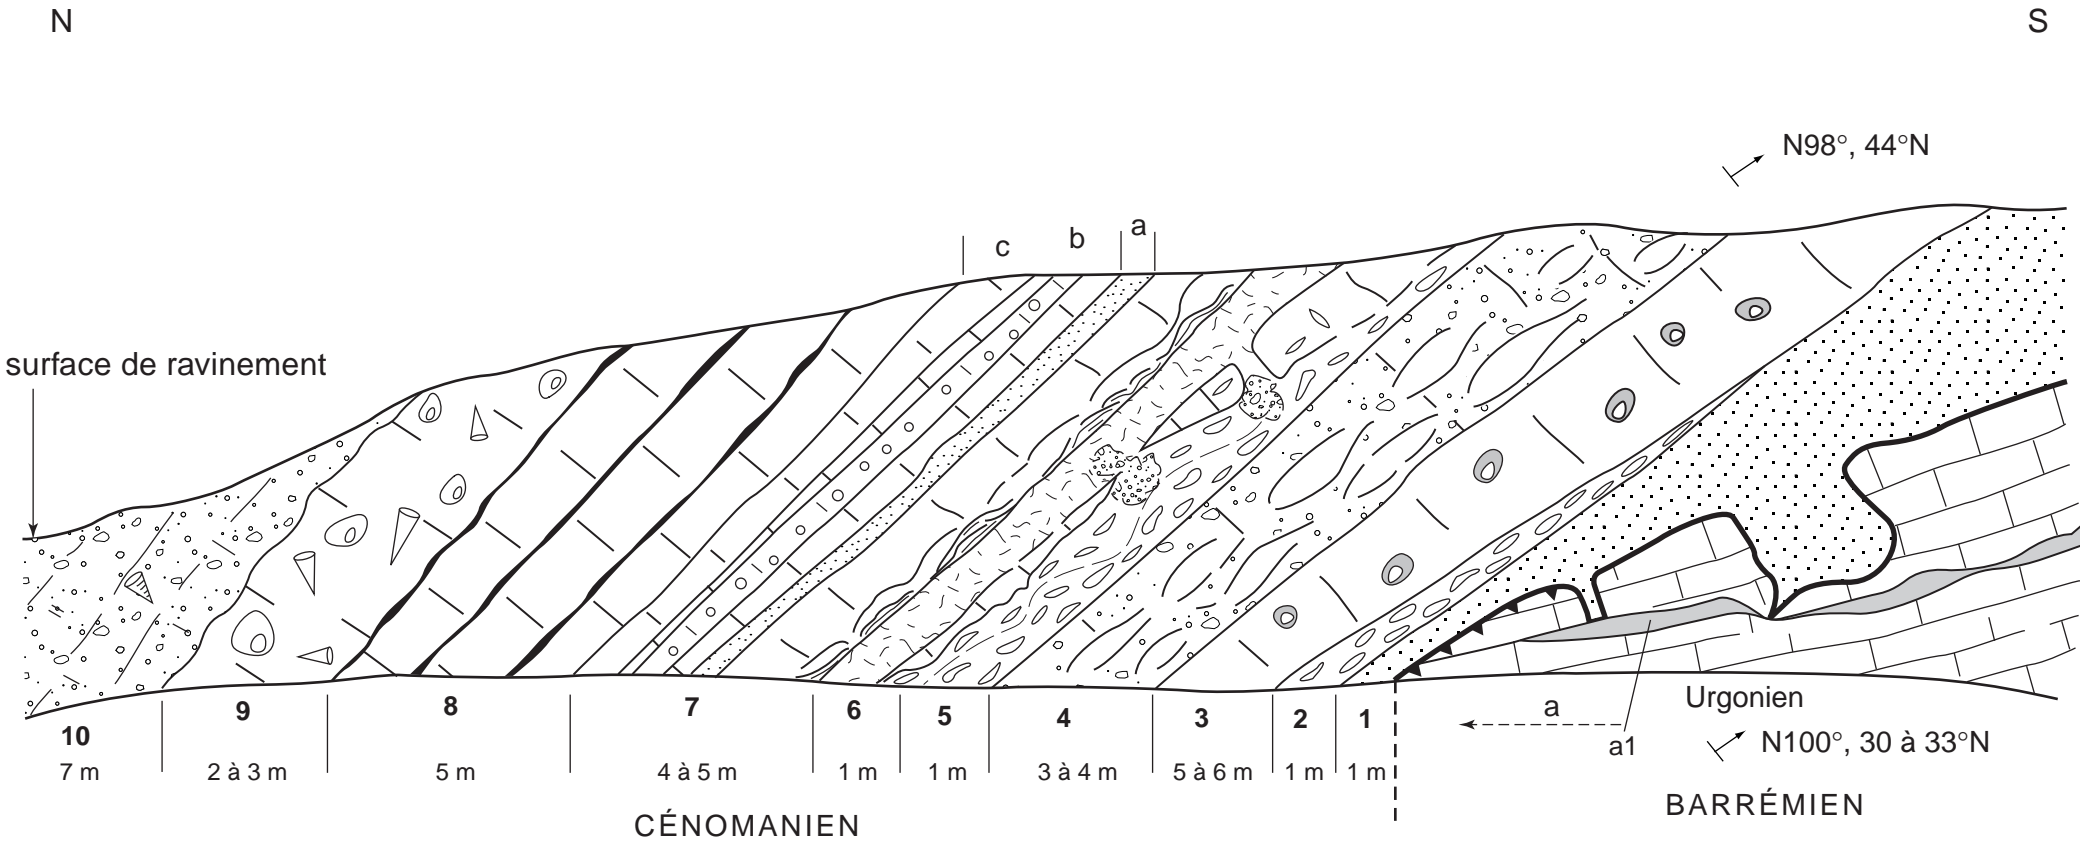 N
S
N98°, 44°N
c
b
a
surface de ravinement
10
9
8
7
6
5
4
3
2
1
7 m
2 à 3 m
5 m
4 à 5 m
1 m
1 m
3 à 4 m
5 à 6 m
1 m
1 m
Urgonien
a
a1
N100°, 30 à 33°N
CÉNOMANIEN
BARRÉMIEN